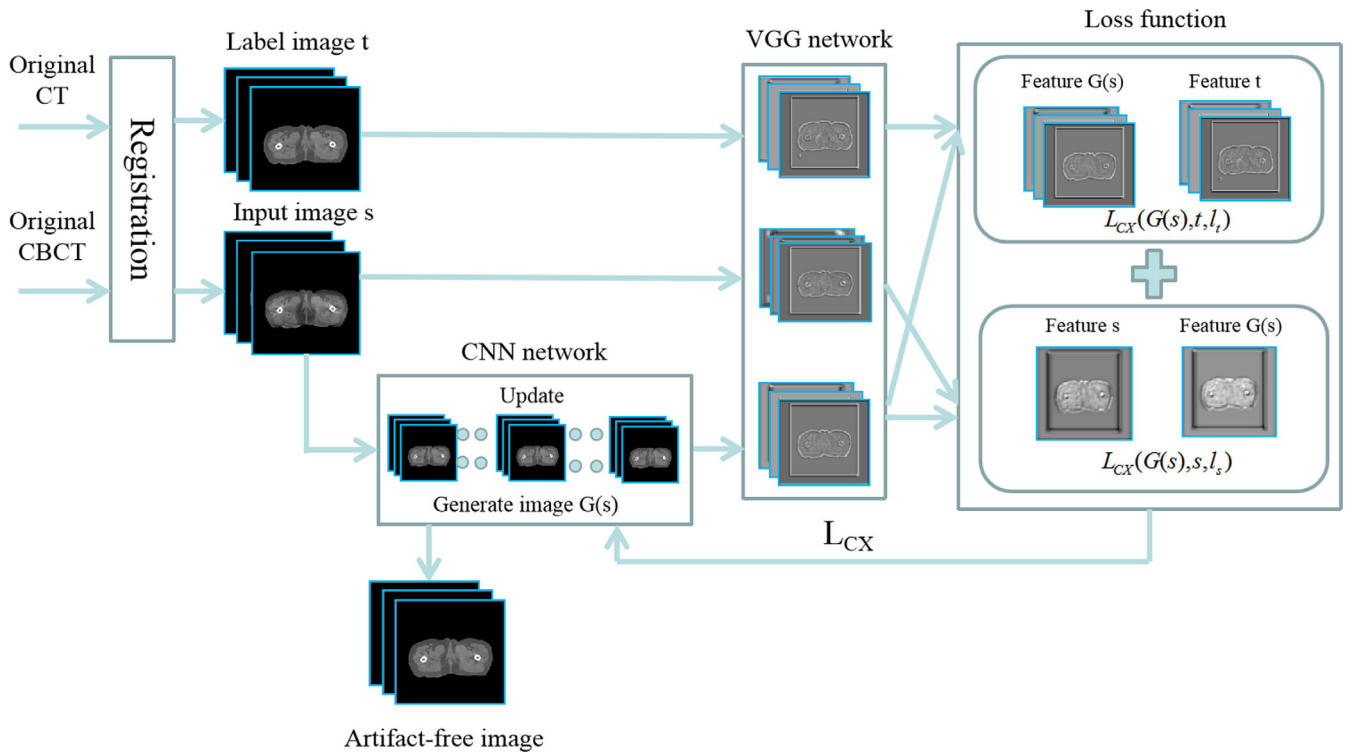 Original
CT
Original
CBCT
Registration
Label image t
Input image s
CNN network
Update
Generate image G(s)
Artifact-free image
VGG network
L_CX
Loss function
Feature G(s)
Feature t
L_CX(G(s),t,l_t)
Feature s
Feature G(s)
L_CX(G(s),s,l_s)